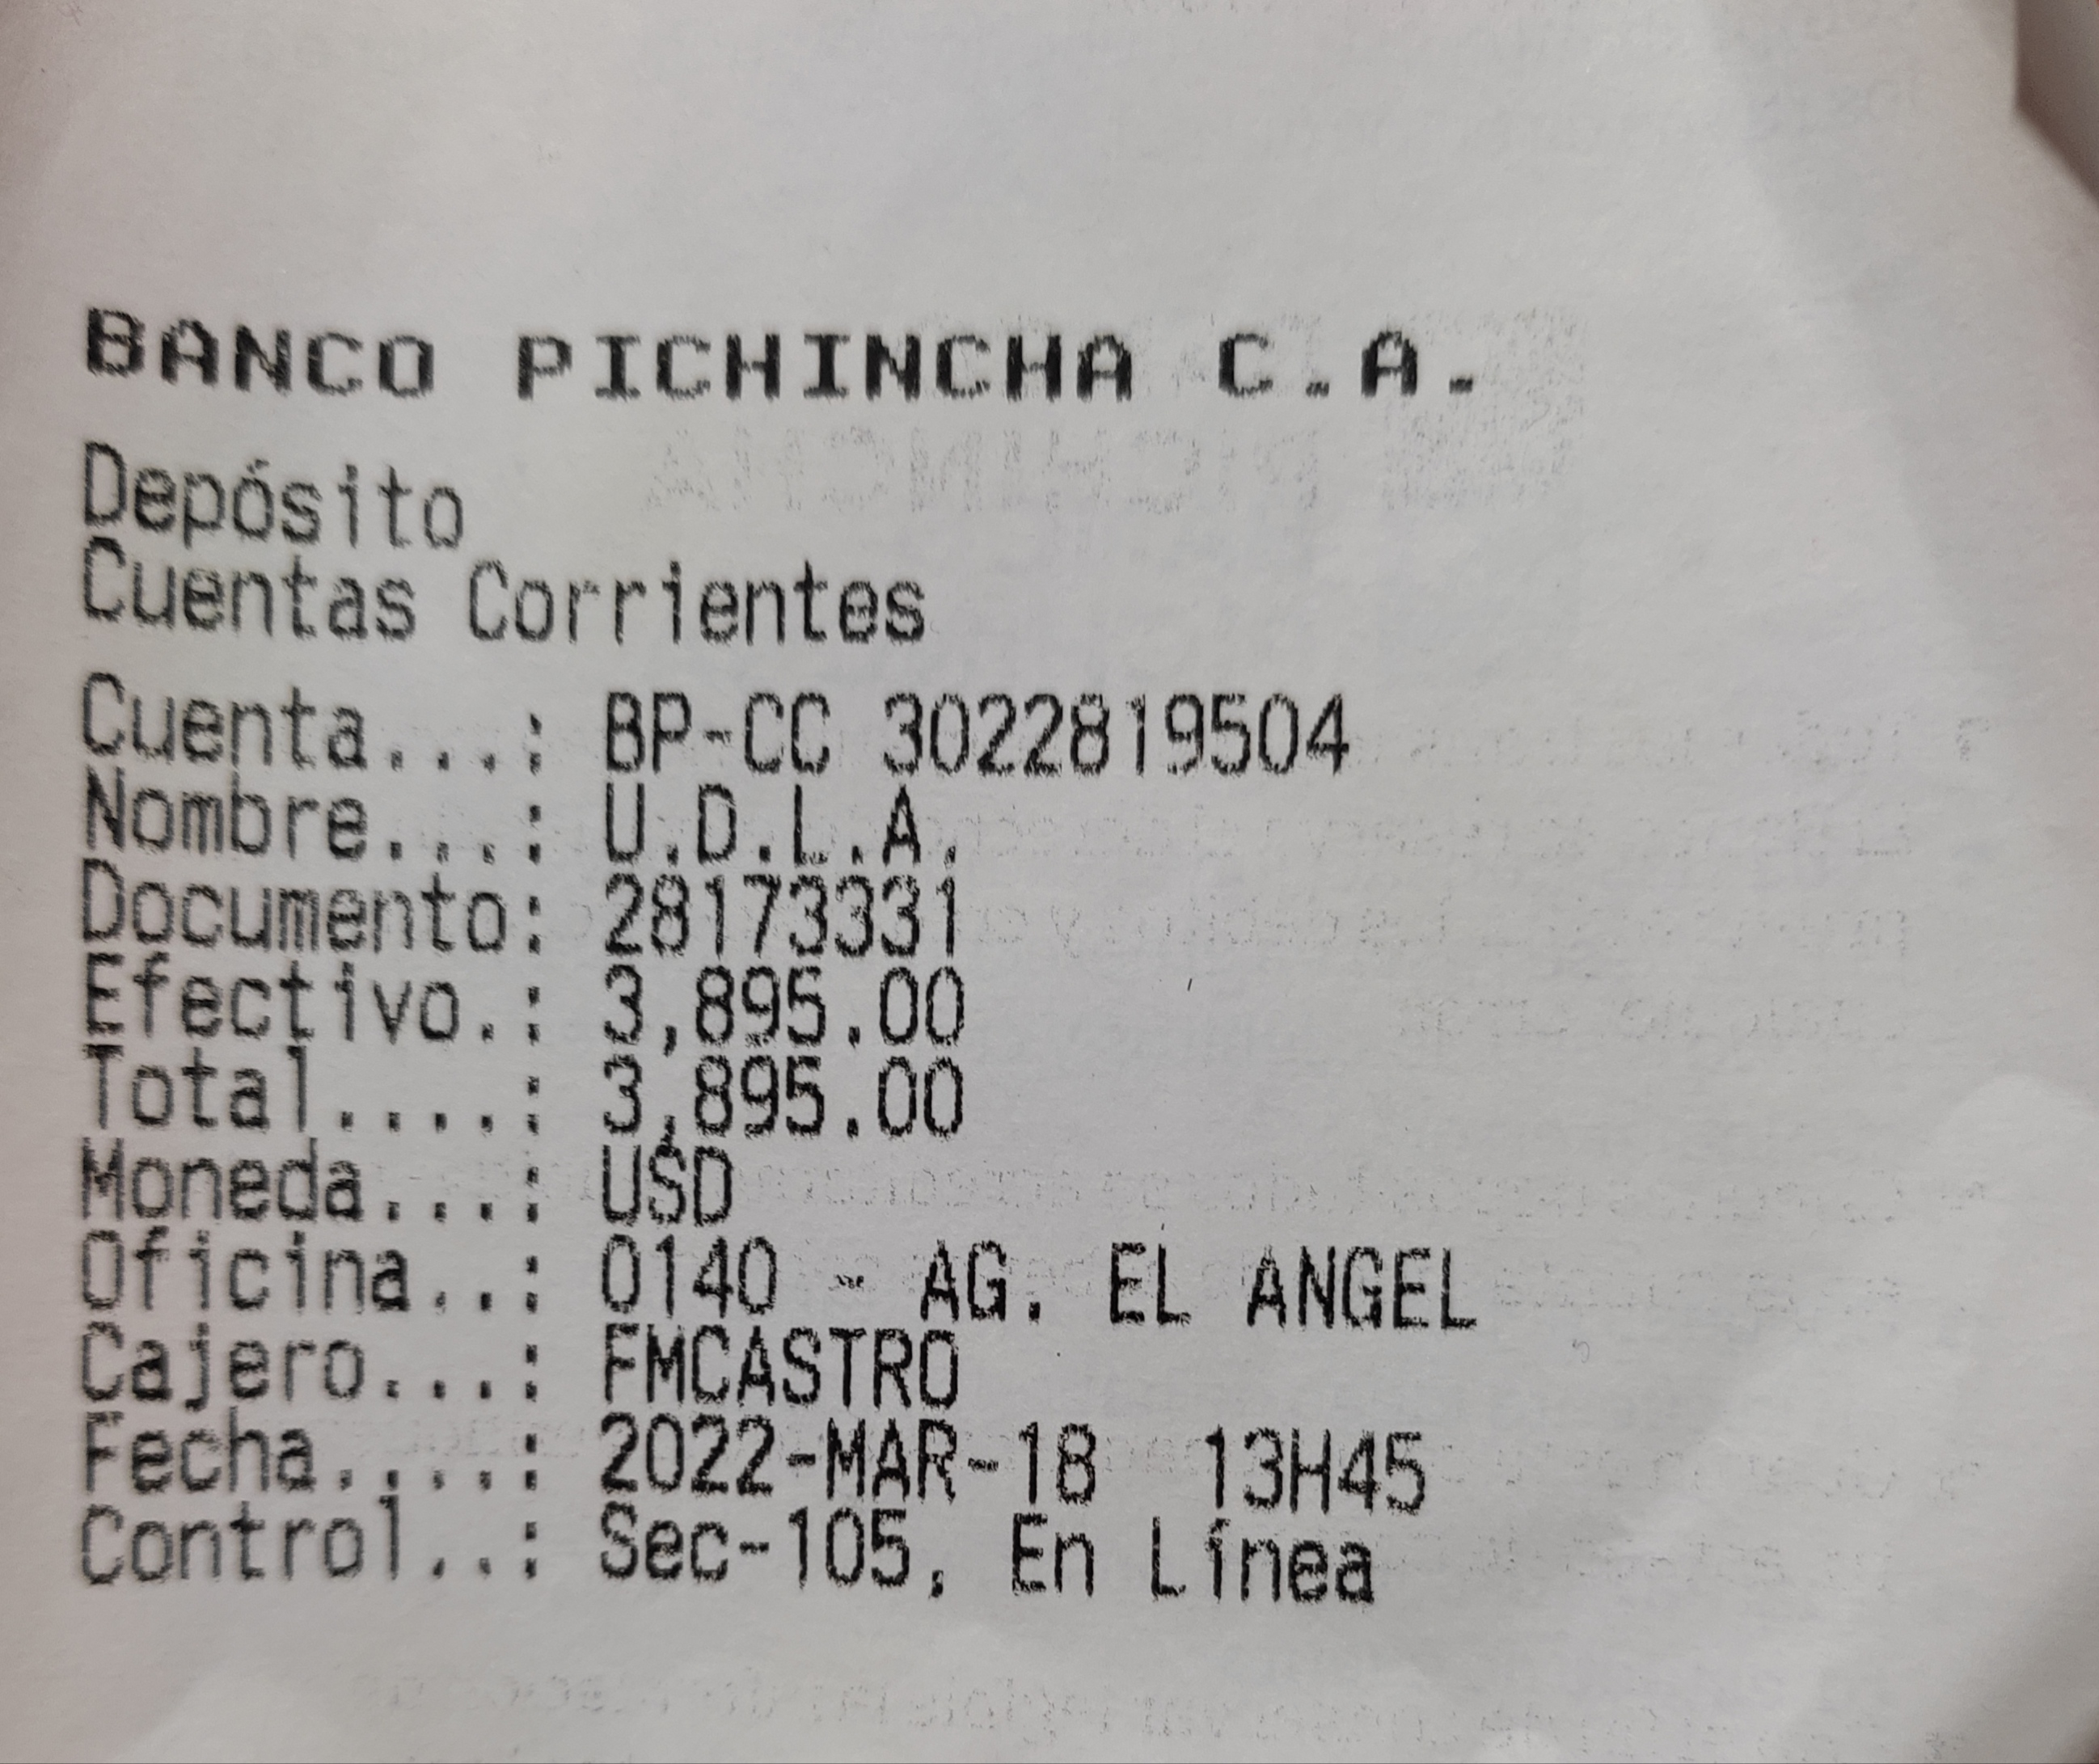 BANCO PICHINCHA C.A.
Depósito
Cuentas Corrientes
Cuenta...: BP-CC 3022819504
Nombre...: U.D.L.A.
Documento: 28173331
Efectivo.: 3,895.00
Total....: 3,895.00
Moneda...: USD
Oficina..: 0140 - AG. EL ANGEL
Cajero...: FMCASTRO
Fecha....: 2022-MAR-18 13H45
Control..: Sec-105, En Línea